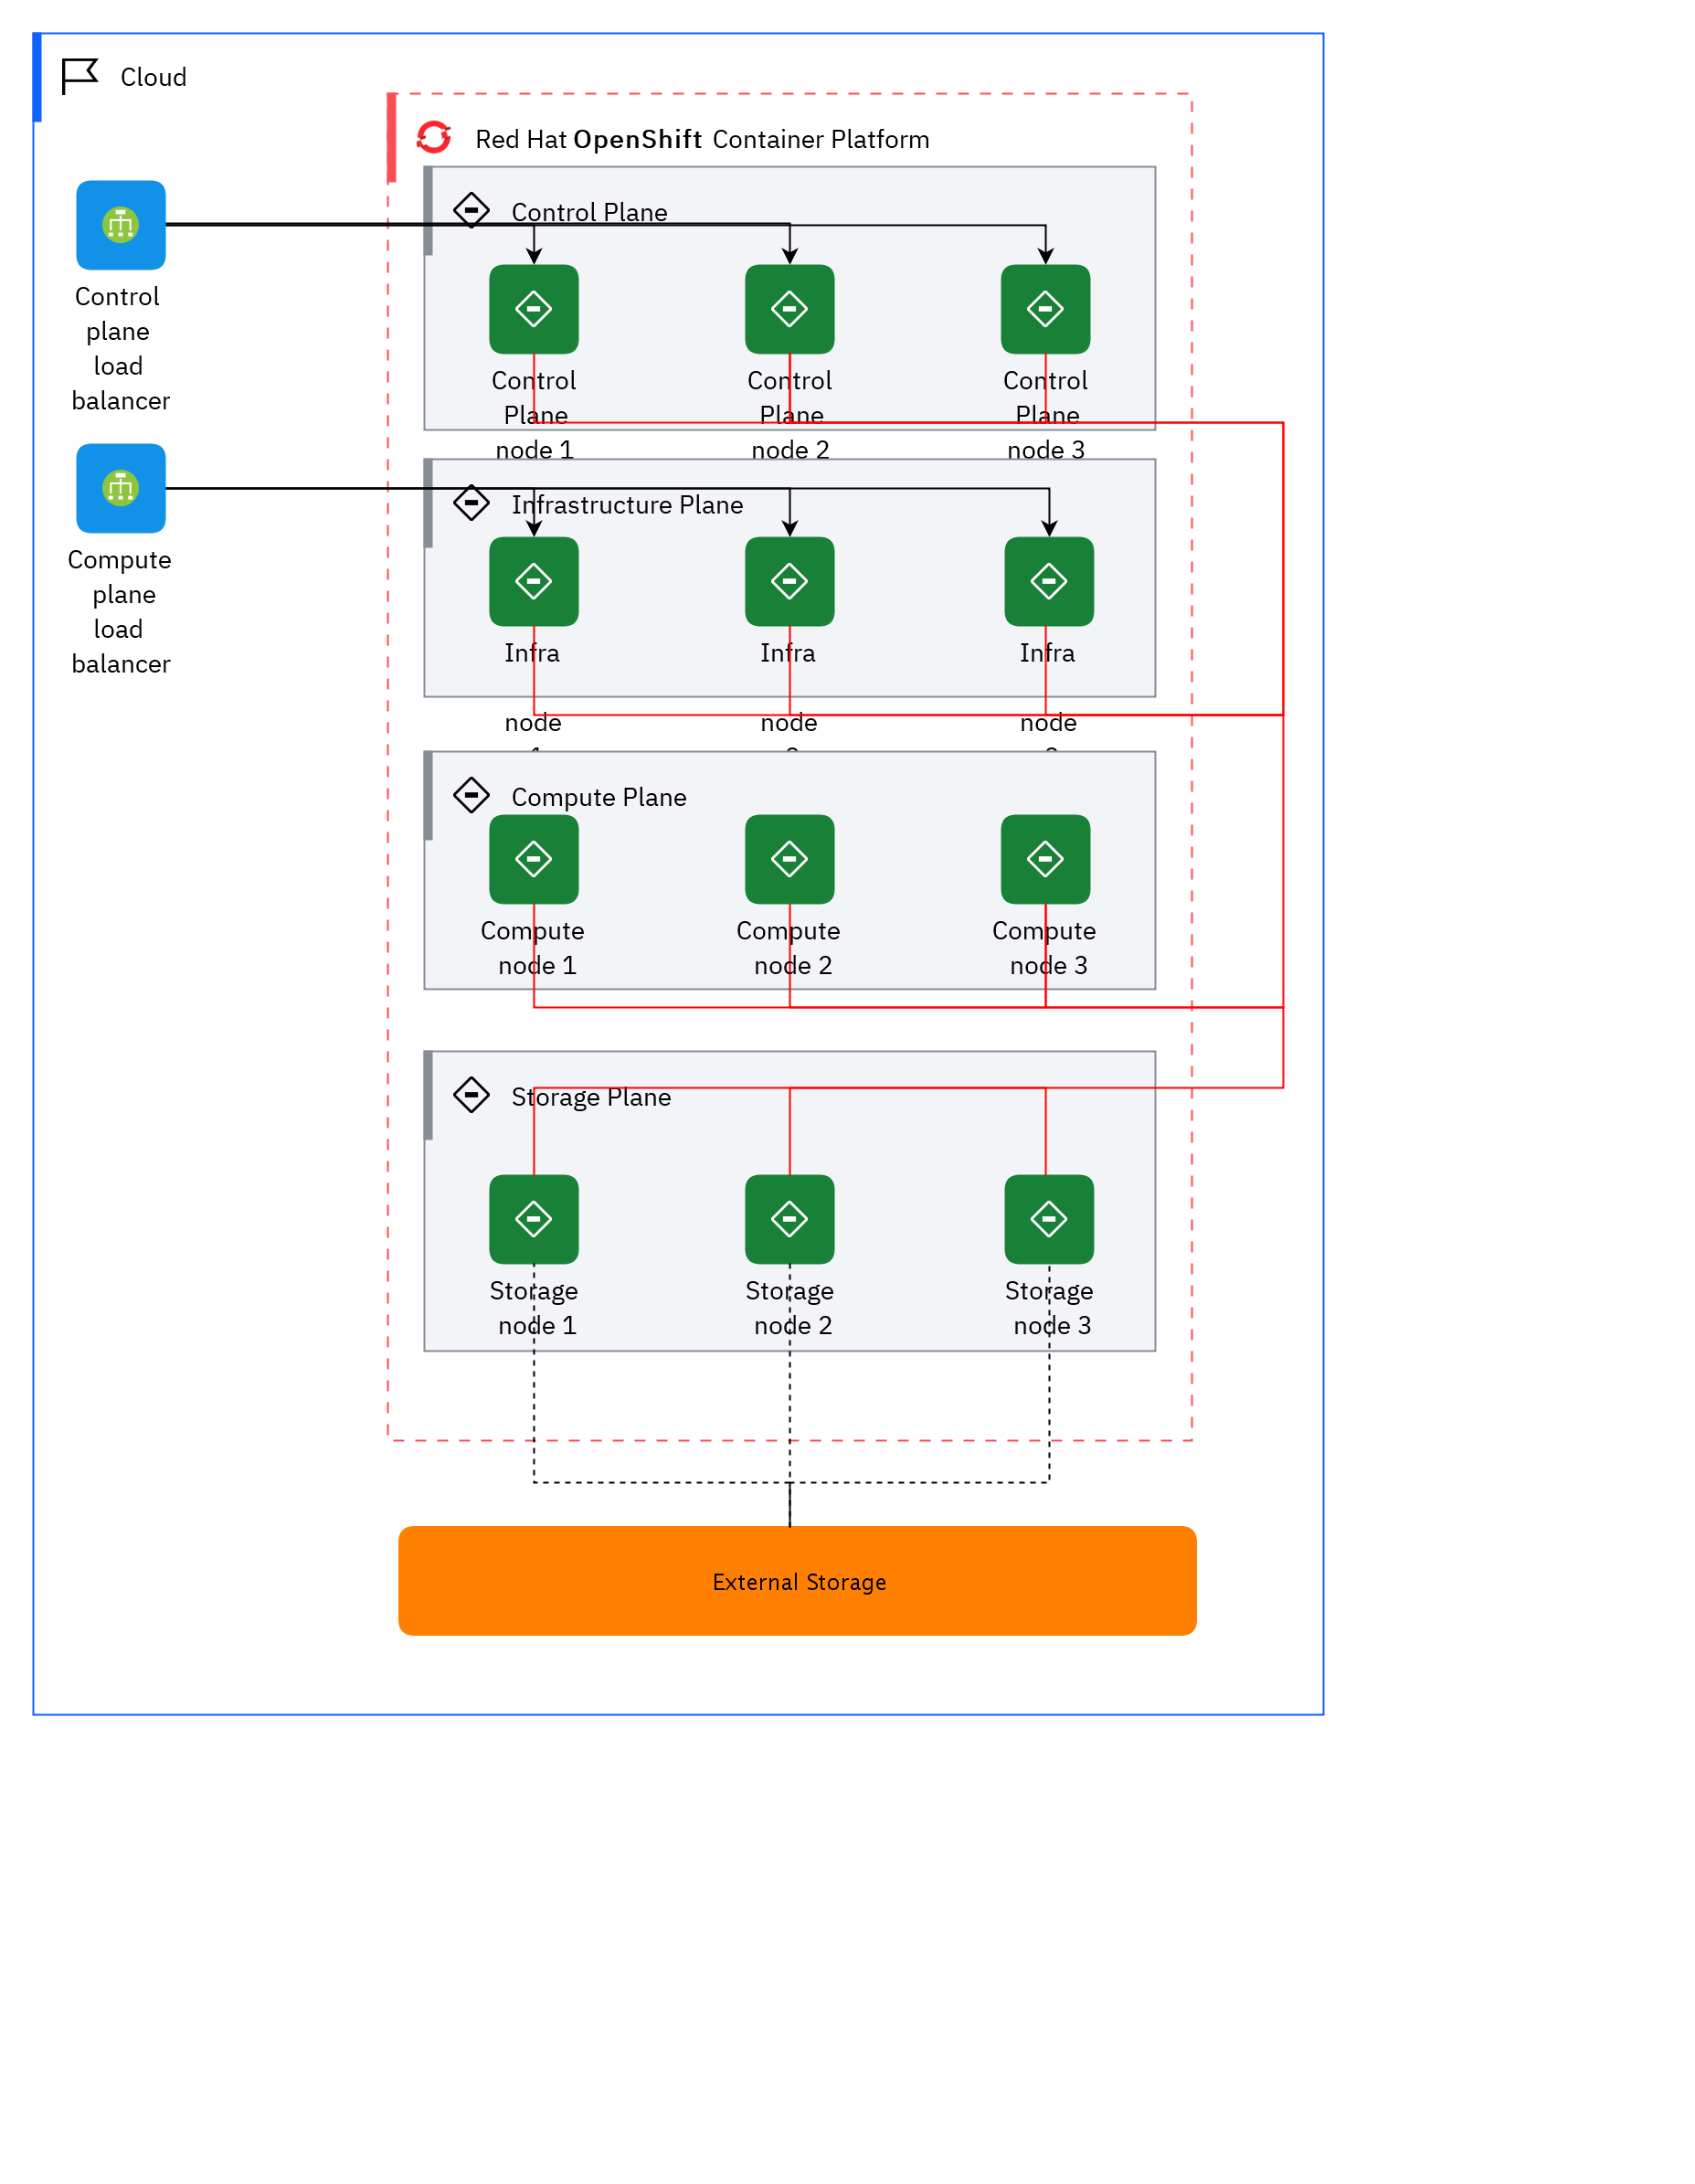 Cloud
Red Hat OpenShift Container Platform
Control Plane
Control
plane
load
balancer
Control
Plane
node 1
Control
Plane
node 2
Control
Plane
node 3
Compute
plane
load
balancer
Infrastructure Plane
Infra
node
Infra
node
Infra
node
Compute Plane
Compute
node 1
Compute
node 2
Compute
node 3
Storage Plane
Storage
node 1
Storage
node 2
Storage
node 3
External Storage